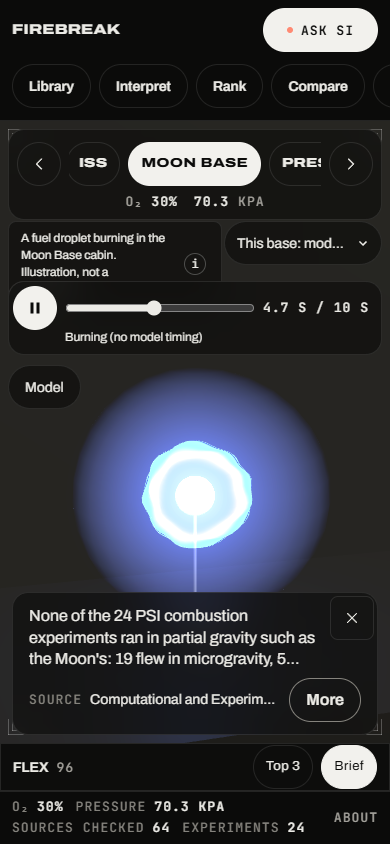 FIREBREAK
ASK SI
Library Interpret Rank Compare
ISS MOON BASE PRES
O₂ 30% 70.3 KPA
A fuel droplet burning in the
Moon Base cabin.
Illustration, not a
i
This base: mod...
4.7 S / 10 S
Burning (no model timing)
Model
None of the 24 PSI combustion
experiments ran in partial gravity such as
the Moon's: 19 flew in microgravity, 5...
SOURCE Computational and Experim... More
FLEX 96 Top 3 Brief
O₂ 30% PRESSURE 70.3 KPA
SOURCES CHECKED 64 EXPERIMENTS 24
ABOUT